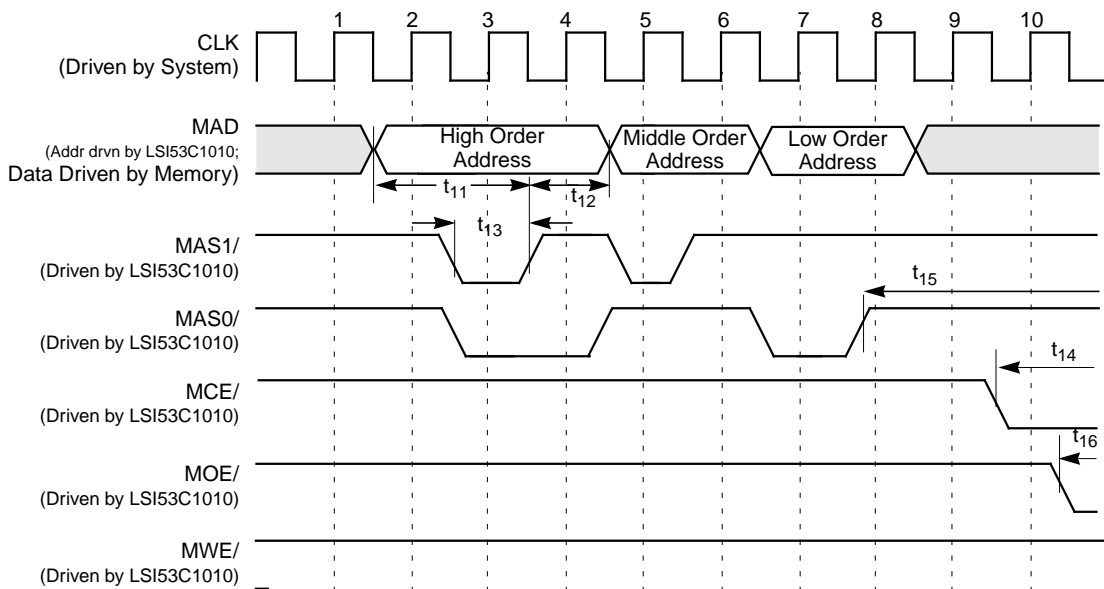 1 2 3 4 5 6 7 8 9 10
CLK
(Driven by System)
MAD
(Addr drvn by LSI53C1010;
Data Driven by Memory)
High Order
Address
Middle Order
Address
Low Order
Address
t11
t12
t13
MAS1/
(Driven by LSI53C1010)
t15
MAS0/
(Driven by LSI53C1010)
t14
MCE/
(Driven by LSI53C1010)
t16
MOE/
(Driven by LSI53C1010)
MWE/
(Driven by LSI53C1010)